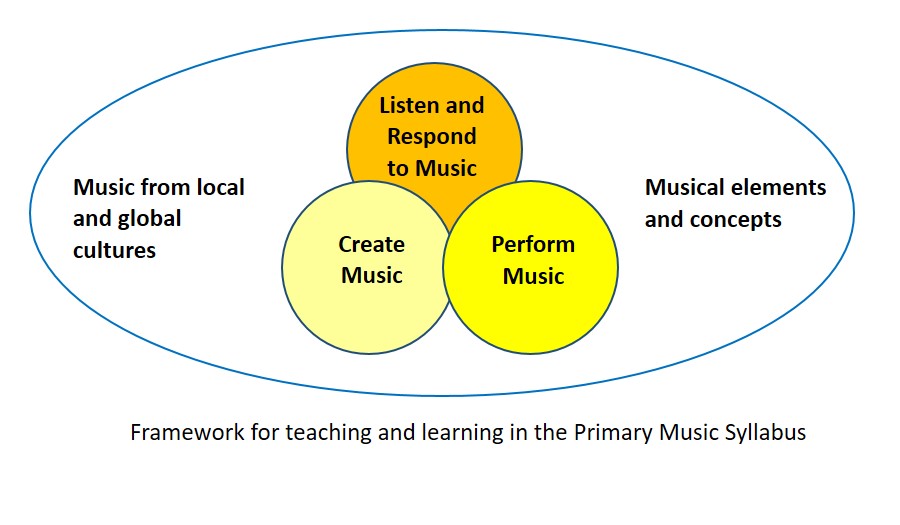 Listen and
Respond
to Music
Music from local
and global
cultures
Musical elements
and concepts
Create
Music
Perform
Music
Framework for teaching and learning in the Primary Music Syllabus